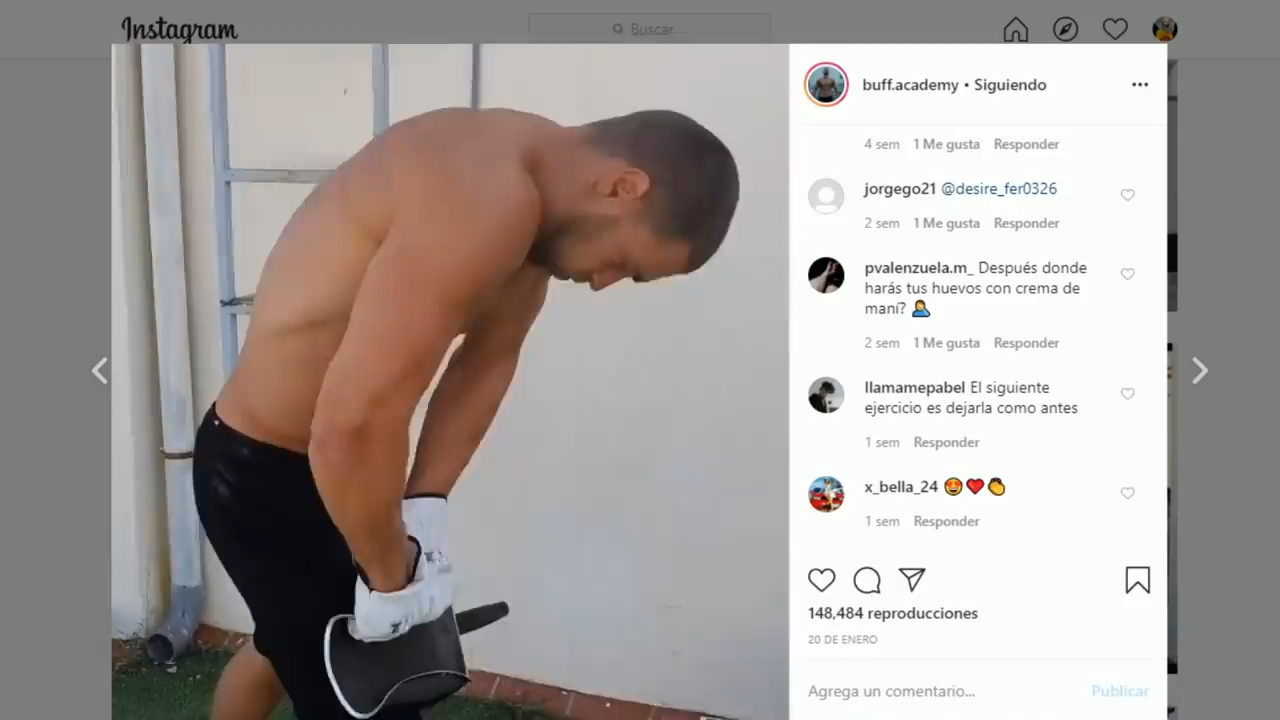 Instagram
Buscar
buff.academy • Siguiendo
4 sem 1 Me gusta Responder
jorgego21 @desire_fer0326
2 sem 1 Me gusta Responder
pvalenzuela.m_ Después donde
harás tus huevos con crema de
maní? 🤦‍♂️
2 sem 1 Me gusta Responder
llamamepabel El siguiente
ejercicio es dejarla como antes
1 sem Responder
x_bella_24 😍❤️👏
1 sem Responder
148,484 reproducciones
20 DE ENERO
Agrega un comentario... Publicar